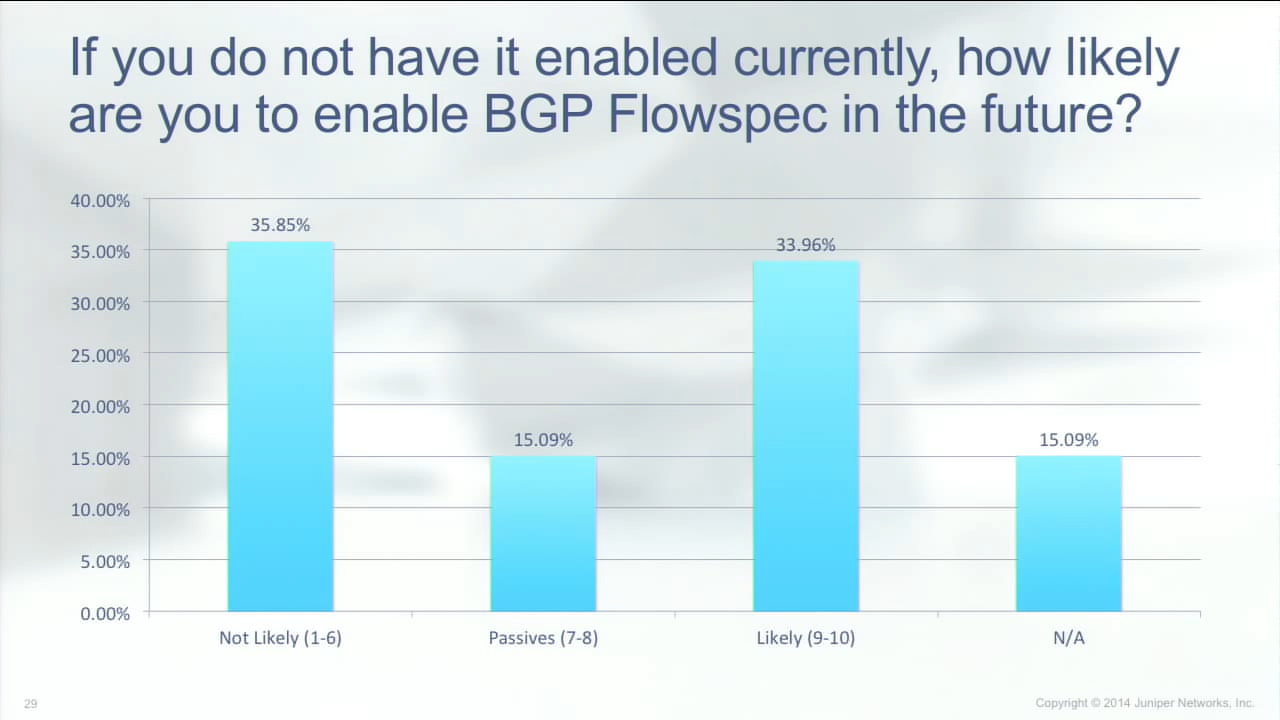 If you do not have it enabled currently, how likely
are you to enable BGP Flowspec in the future?
40.00%
35.00%
30.00%
25.00%
20.00%
15.00%
10.00%
5.00%
0.00%
35.85%
15.09%
33.96%
15.09%
Not Likely (1-6)
Passives (7-8)
Likely (9-10)
N/A
29
Copyright © 2014 Juniper Networks, Inc.